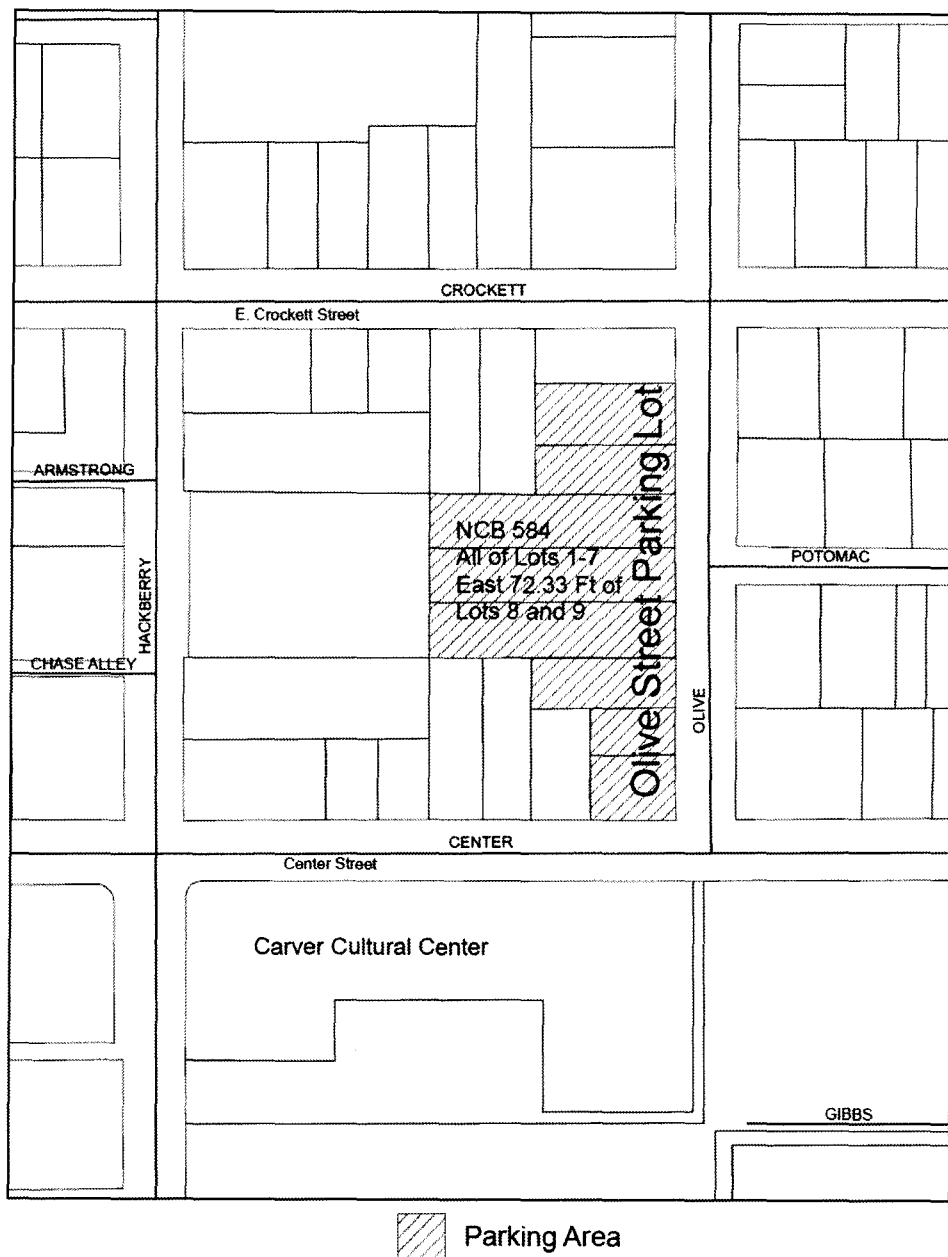 CROCKETT
E. Crockett Street
ARMSTRONG
HACKBERRY
CHASE ALLEY
NCB 584
All of Lots 1-7
East 72.33 Ft of
Lots 8 and 9
Olive Street Parking Lot
OLIVE
POTOMAC
CENTER
Center Street
Carver Cultural Center
GIBBS
Parking Area